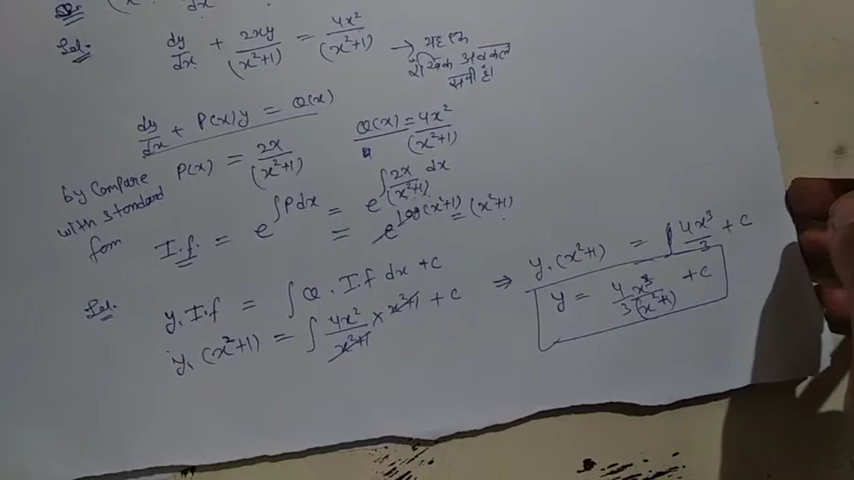 Sol. dy/dx + 2xy/(x²+1) = 4x²/(x²+1) → यह एक
रैखिक अवकल
समी है।
dy/dx + P(x)y = Q(x)
by Compare P(x) = 2x/(x²+1) Q(x) = 4x²/(x²+1)
with standard
form I.f. = e^∫Pdx = e^∫2x/(x²+1) dx
= e^log(x²+1) = (x²+1)
Sol. y. I.f = ∫Q . I.f dx + c
y. (x²+1) = ∫ 4x²/x²+1 × x²+1 + c
⇒ y. (x²+1) = 4x³/3 + c
y = 4x³/3(x²+1) + c